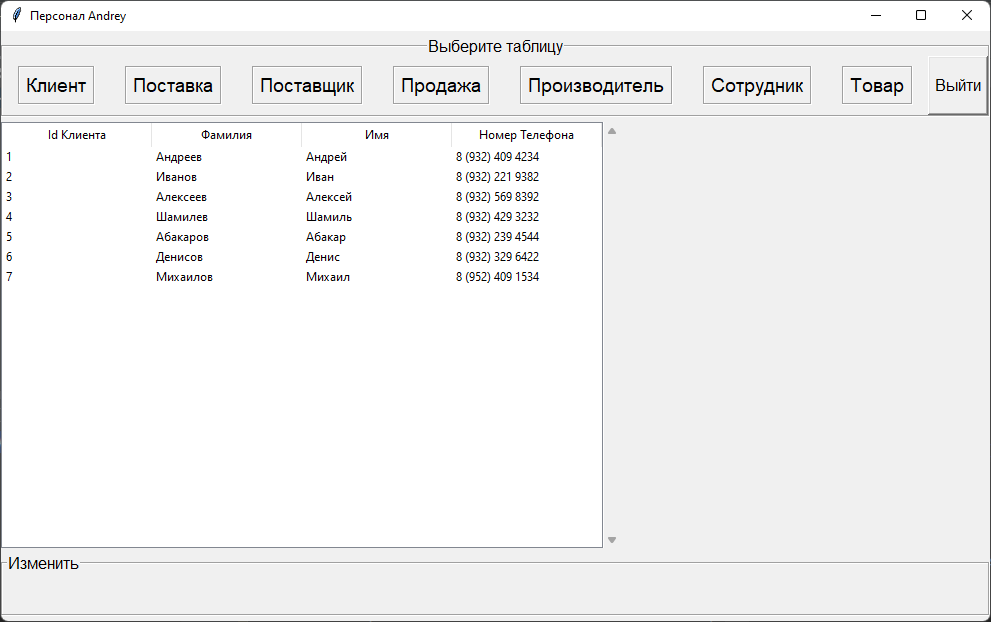 Персонал Andrey
Выберите таблицу
Клиент Поставка Поставщик Продажа Производитель Сотрудник Товар Выйти
Id Клиента Фамилия Имя Номер Телефона
1 Андреев Андрей 8 (932) 409 4234
2 Иванов Иван 8 (932) 221 9382
3 Алексеев Алексей 8 (932) 569 8392
4 Шамилев Шамиль 8 (932) 429 3232
5 Абакаров Абакар 8 (932) 239 4544
6 Денисов Денис 8 (932) 329 6422
7 Михаилов Михаил 8 (952) 409 1534
Изменить